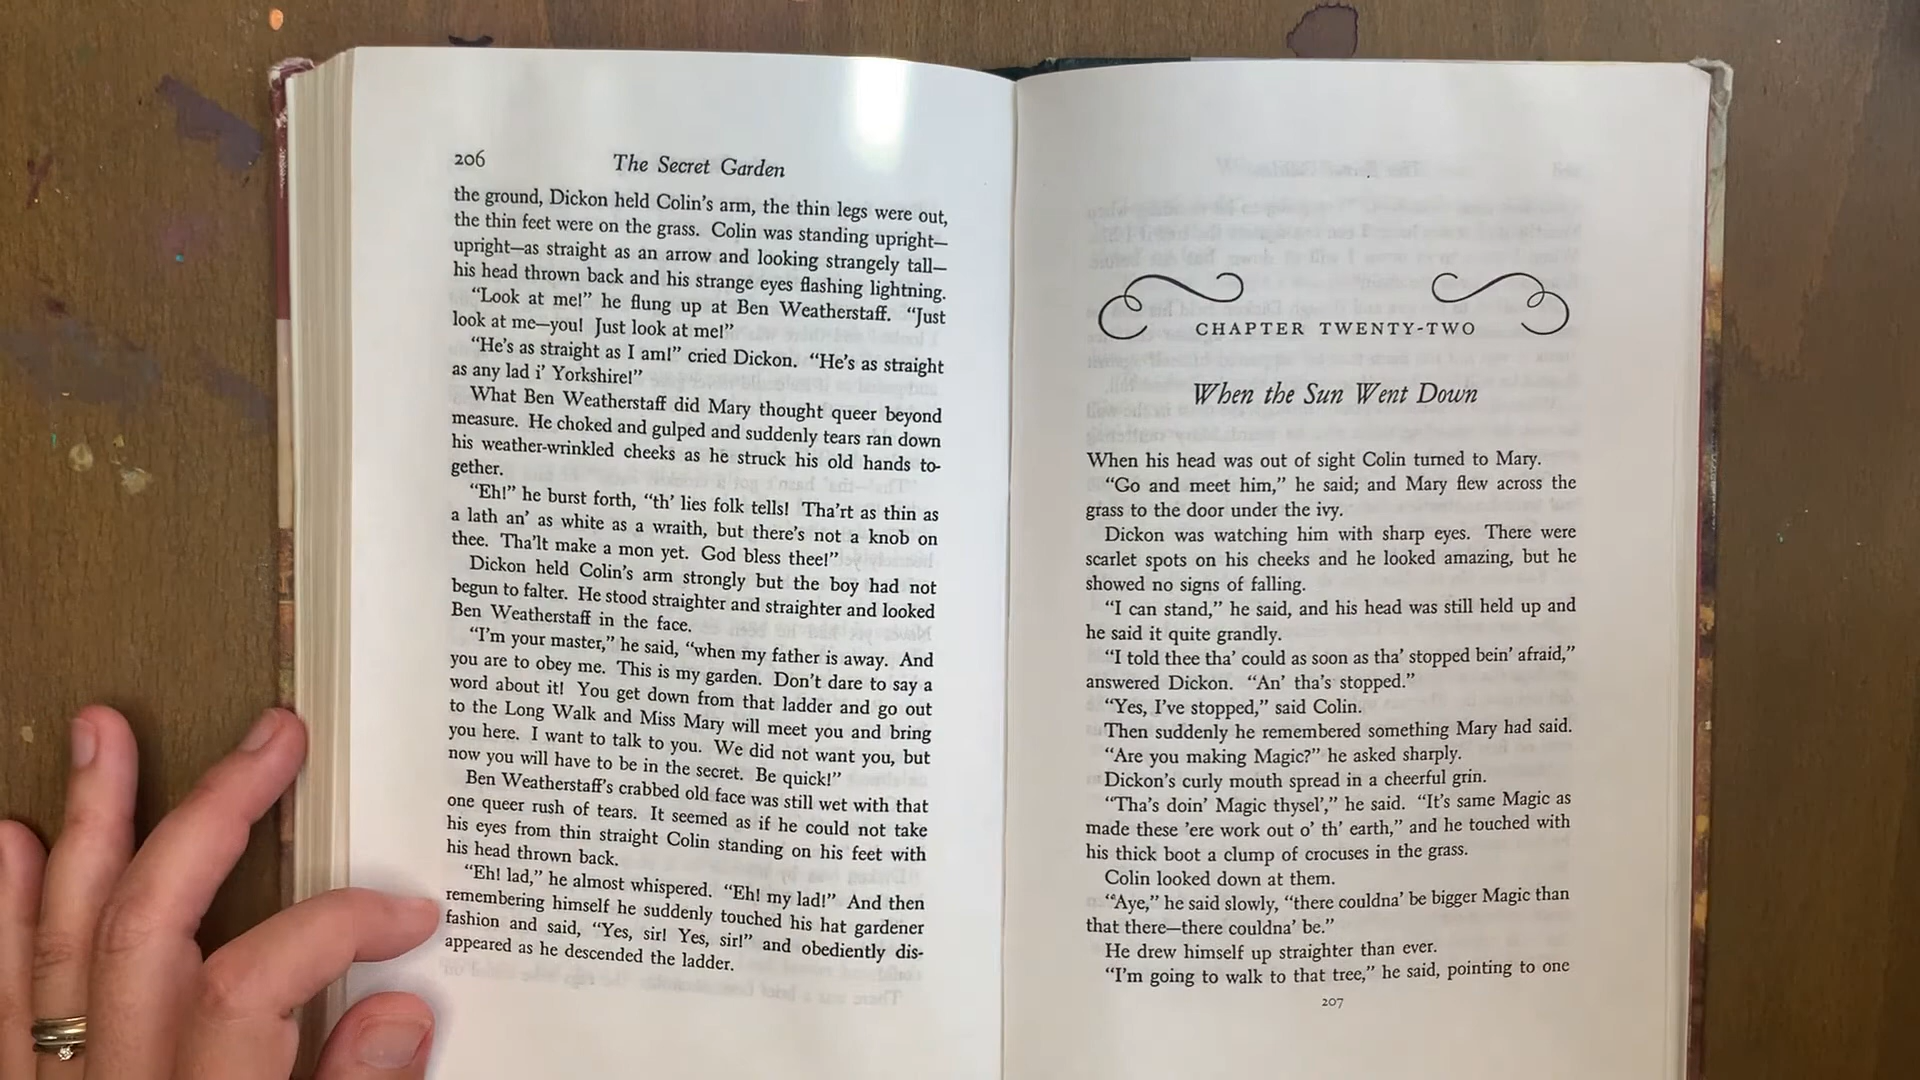 206
The Secret Garden
the ground, Dickon held Colin's arm, the thin legs were out,
the thin feet were on the grass. Colin was standing upright—
upright—as straight as an arrow and looking strangely tall—
his head thrown back and his strange eyes flashing lightning.
“Look at me!” he flung up at Ben Weatherstaff. “Just
look at me—you! Just look at me!”
“He's as straight as I am!” cried Dickon. “He's as straight
as any lad i' Yorkshire!”
What Ben Weatherstaff did Mary thought queer beyond
measure. He choked and gulped and suddenly tears ran down
his weather-wrinkled cheeks as he struck his old hands to-
gether.
“Eh!” he burst forth, “th' lies folk tells! Tha'rt as thin as
a lath an' as white as a wraith, but there's not a knob on
thee. Tha'lt make a mon yet. God bless thee!”
Dickon held Colin's arm strongly but the boy had not
begun to falter. He stood straighter and straighter and looked
Ben Weatherstaff in the face.
“I'm your master,” he said, “when my father is away. And
you are to obey me. This is my garden. Don't dare to say a
word about it! You get down from that ladder and go out
to the Long Walk and Miss Mary will meet you and bring
you here. I want to talk to you. We did not want you, but
now you will have to be in the secret. Be quick!”
Ben Weatherstaff's crabbed old face was still wet with that
one queer rush of tears. It seemed as if he could not take
his eyes from thin straight Colin standing on his feet with
his head thrown back.
“Eh! lad,” he almost whispered. “Eh! my lad!” And then
remembering himself he suddenly touched his hat gardener
fashion and said, “Yes, sir! Yes, sir!” and obediently dis-
appeared as he descended the ladder.
CHAPTER TWENTY-TWO
When the Sun Went Down
When his head was out of sight Colin turned to Mary.
“Go and meet him,” he said; and Mary flew across the
grass to the door under the ivy.
Dickon was watching him with sharp eyes. There were
scarlet spots on his cheeks and he looked amazing, but he
showed no signs of falling.
“I can stand,” he said, and his head was still held up and
he said it quite grandly.
“I told thee tha' could as soon as tha' stopped bein' afraid,”
answered Dickon. “An' tha's stopped.”
“Yes, I've stopped,” said Colin.
Then suddenly he remembered something Mary had said.
“Are you making Magic?” he asked sharply.
Dickon's curly mouth spread in a cheerful grin.
“Tha's doin' Magic thysel',” he said. “It's same Magic as
made these 'ere work out o' th' earth,” and he touched with
his thick boot a clump of crocuses in the grass.
Colin looked down at them.
“Aye,” he said slowly, “there couldna' be bigger Magic than
that there—there couldna' be.”
He drew himself up straighter than ever.
“I'm going to walk to that tree,” he said, pointing to one
207